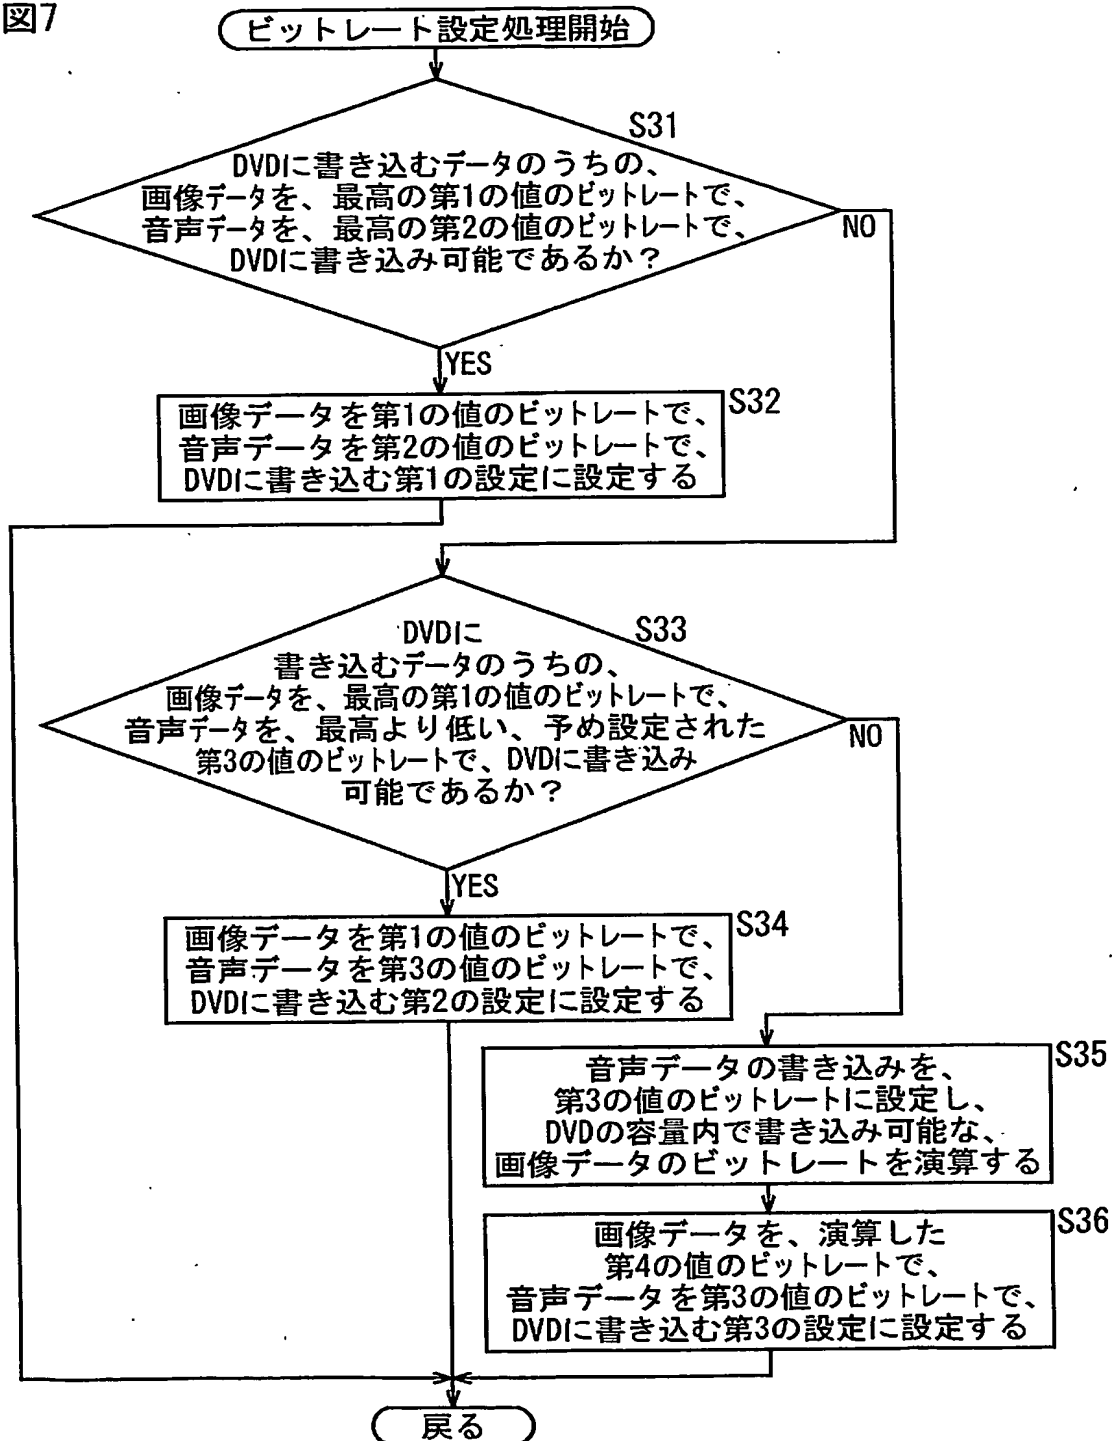 図7
ビットレート設定処理開始
S31
DVDに書き込むデータのうちの、
画像データを、最高の第1の値のビットレートで、
音声データを、最高の第2の値のビットレートで、
DVDに書き込み可能であるか？
NO
YES
S32
画像データを第1の値のビットレートで、
音声データを第2の値のビットレートで、
DVDに書き込む第1の設定に設定する
S33
DVDに
書き込むデータのうちの、
画像データを、最高の第1の値のビットレートで、
音声データを、最高より低い、予め設定された
第3の値のビットレートで、DVDに書き込み
可能であるか？
NO
YES
S34
画像データを第1の値のビットレートで、
音声データを第3の値のビットレートで、
DVDに書き込む第2の設定に設定する
S35
音声データの書き込みを、
第3の値のビットレートに設定し、
DVDの容量内で書き込み可能な、
画像データのビットレートを演算する
S36
画像データを、演算した
第4の値のビットレートで、
音声データを第3の値のビットレートで、
DVDに書き込む第3の設定に設定する
戻る